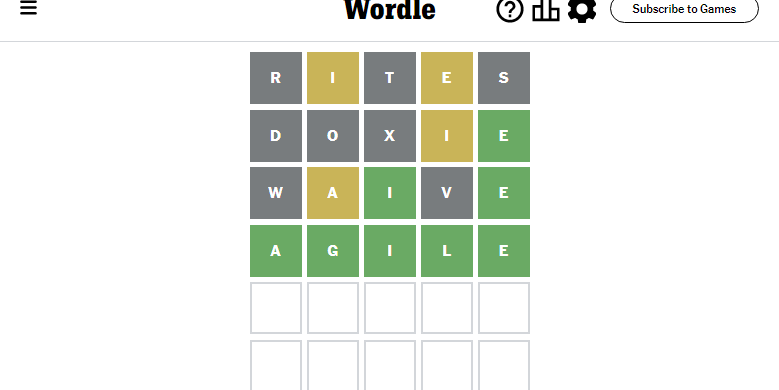 Wordle
Subscribe to Games
R I T E S
D O X I E
W A I V E
A G I L E